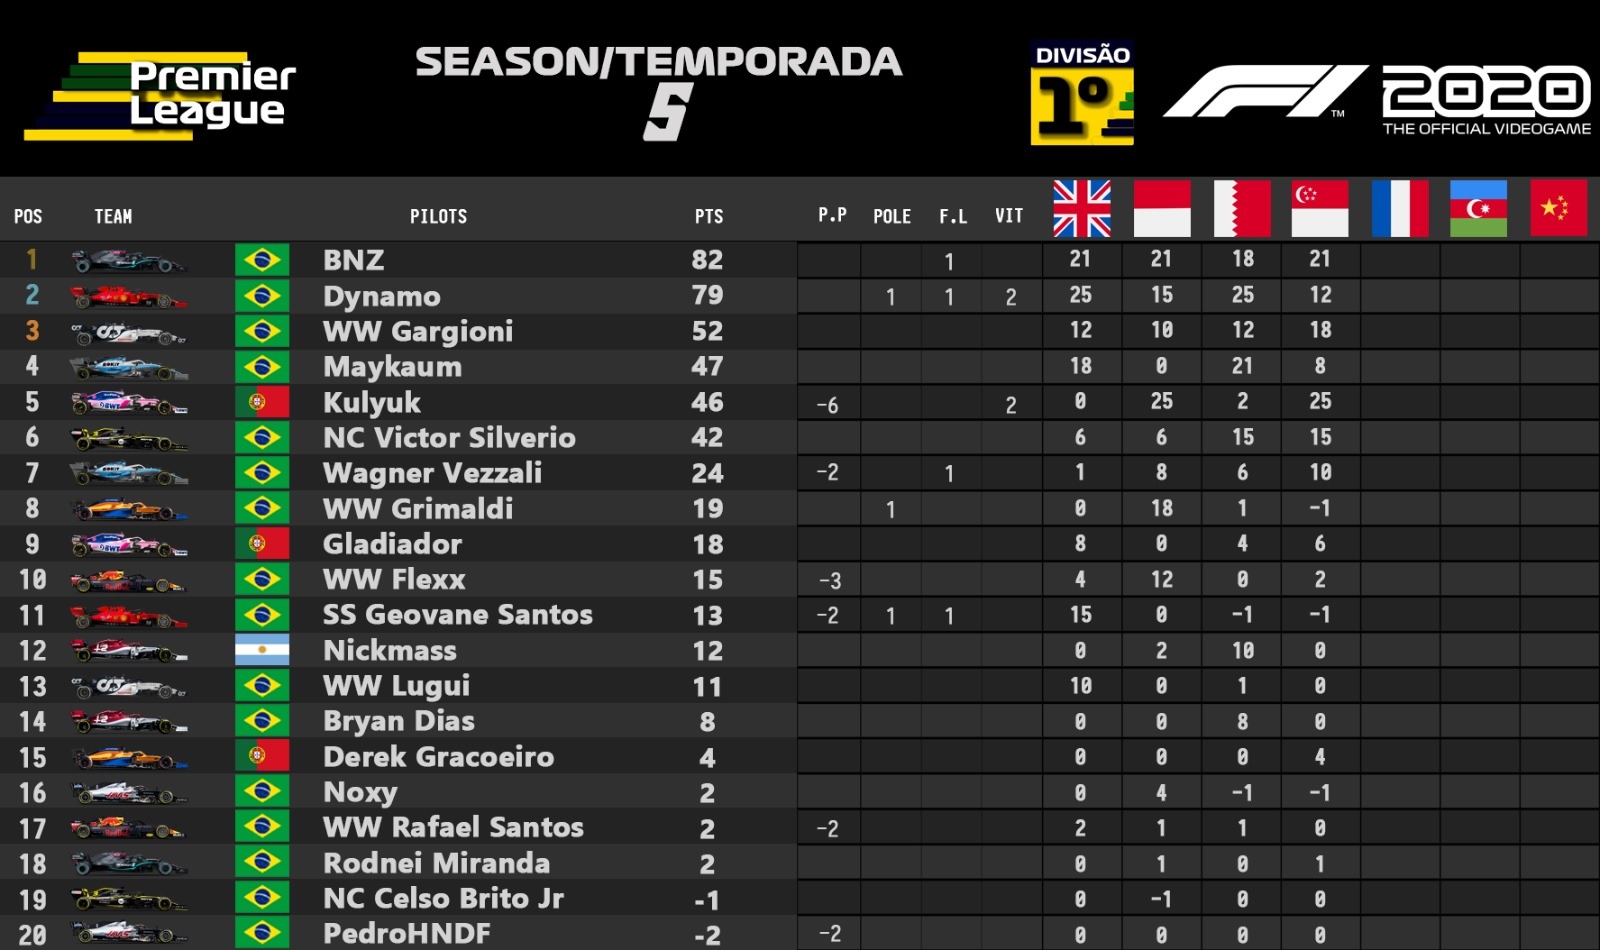 Premier
League
SEASON/TEMPORADA
5
DIVISÃO
1º
F1 ™
2020
THE OFFICIAL VIDEOGAME
POS TEAM PILOTS PTS P.P POLE F.L VIT
1 BNZ 82 1 21 21 18 21
2 Dynamo 79 1 1 2 25 15 25 12
3 WW Gargioni 52 12 10 12 18
4 Maykaum 47 18 0 21 8
5 Kulyuk 46 -6 2 0 25 2 25
6 NC Victor Silverio 42 6 6 15 15
7 Wagner Vezzali 24 -2 1 1 8 6 10
8 WW Grimaldi 19 1 0 18 1 -1
9 Gladiador 18 8 0 4 6
10 WW Flexx 15 -3 4 12 0 2
11 SS Geovane Santos 13 -2 1 1 15 0 -1 -1
12 Nickmass 12 0 2 10 0
13 WW Lugui 11 10 0 1 0
14 Bryan Dias 8 0 0 8 0
15 Derek Gracoeiro 4 0 0 0 4
16 Noxy 2 0 4 -1 -1
17 WW Rafael Santos 2 -2 2 1 1 0
18 Rodnei Miranda 2 0 1 0 1
19 NC Celso Brito Jr -1 0 -1 0 0
20 PedroHNDF -2 -2 0 0 0 0